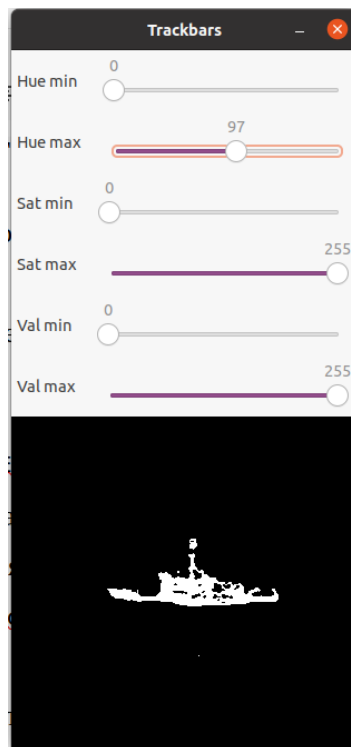 Trackbars
0
Hue min
97
Hue max
0
Sat min
255
Sat max
0
Val min
255
Val max